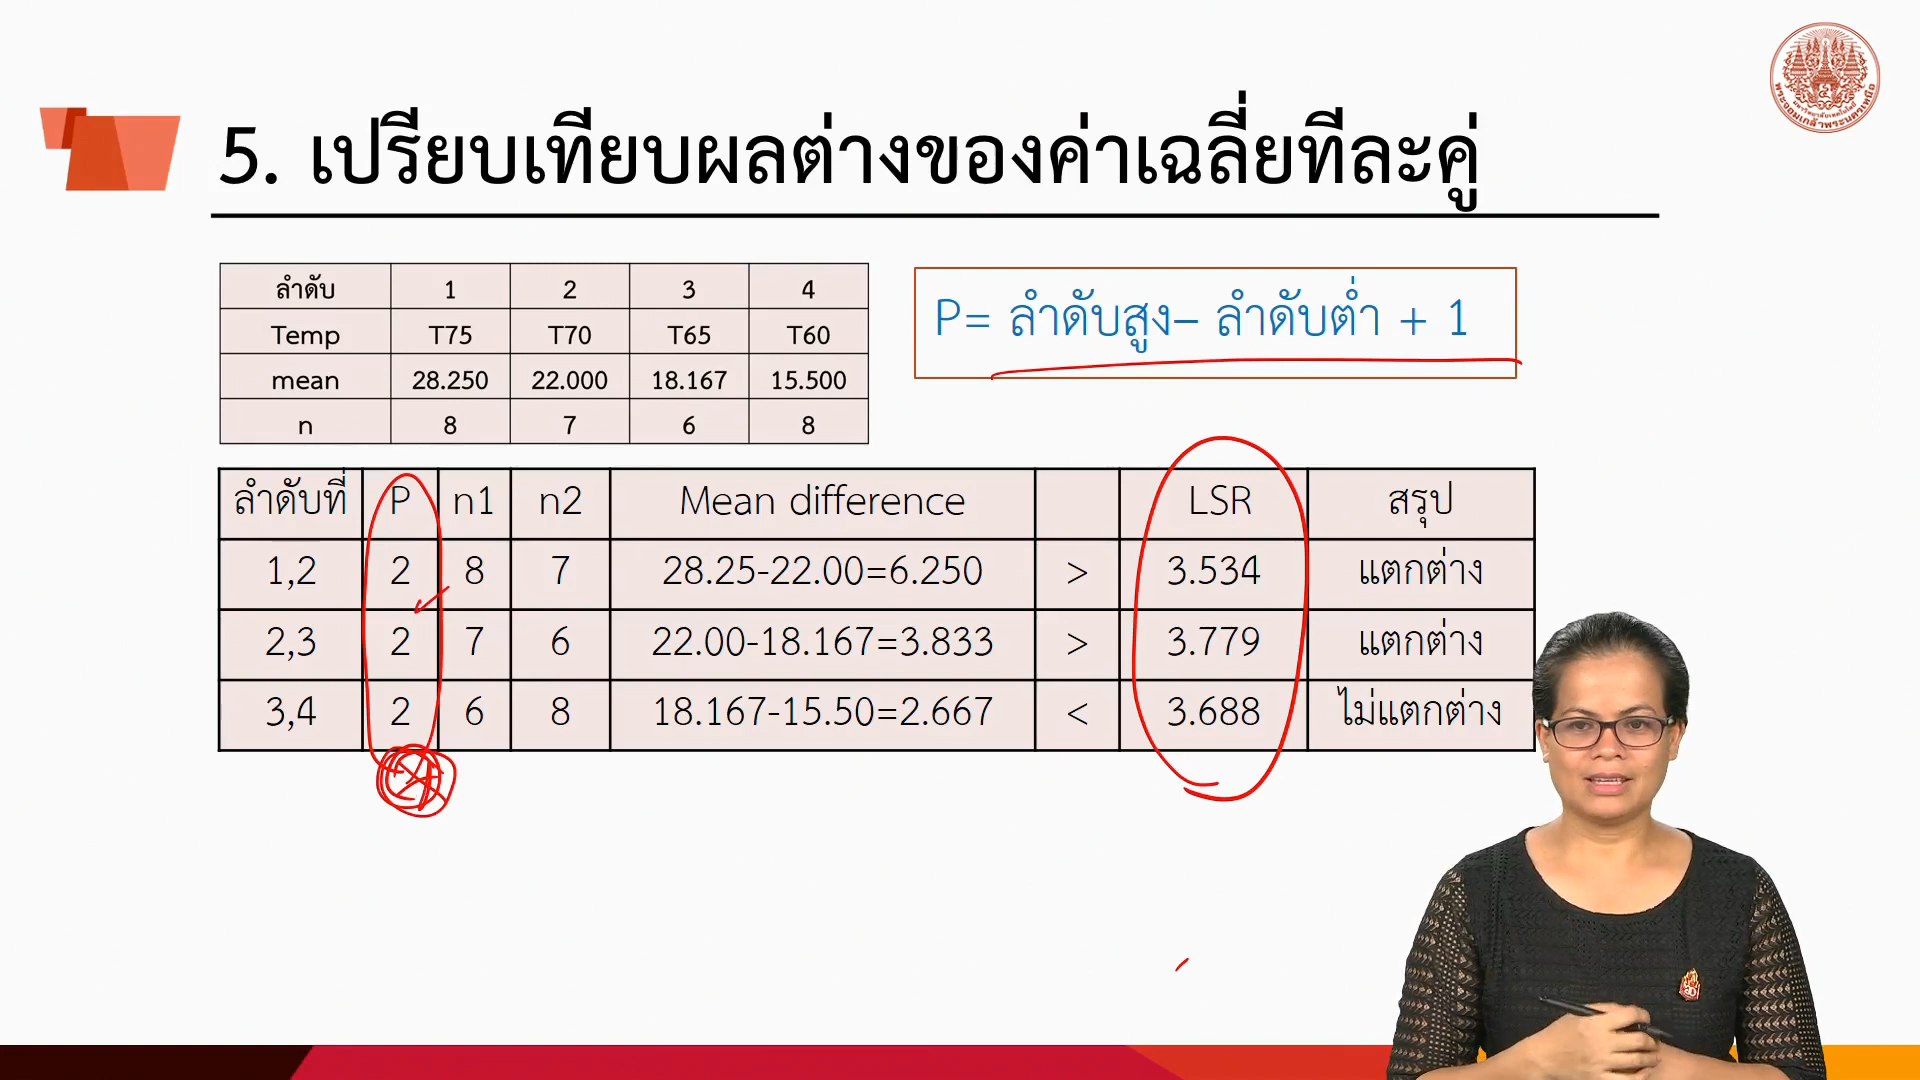 5. เปรียบเทียบผลต่างของค่าเฉลี่ยทีละคู่
ลำดับ 1 2 3 4
Temp T75 T70 T65 T60
mean 28.250 22.000 18.167 15.500
n 8 7 6 8
P= ลำดับสูง– ลำดับต่ำ + 1
ลำดับที่ P n1 n2 Mean difference LSR สรุป
1,2 2 8 7 28.25-22.00=6.250 > 3.534 แตกต่าง
2,3 2 7 6 22.00-18.167=3.833 > 3.779 แตกต่าง
3,4 2 6 8 18.167-15.50=2.667 < 3.688 ไม่แตกต่าง